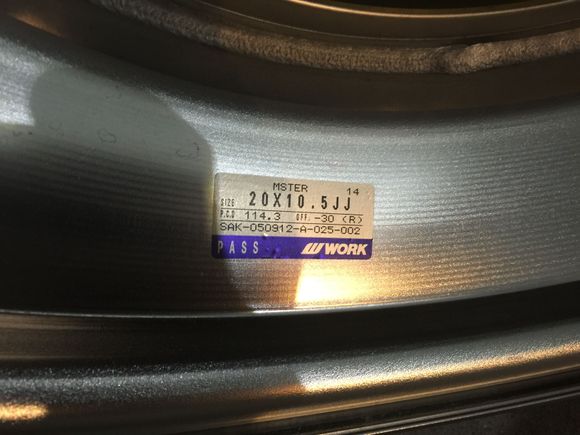 MSTER 14
SIZE 20X10.5JJ
P.C.D 114.3 OFF. -30 (R)
SAK-050912-A-025-002
PASS WORK